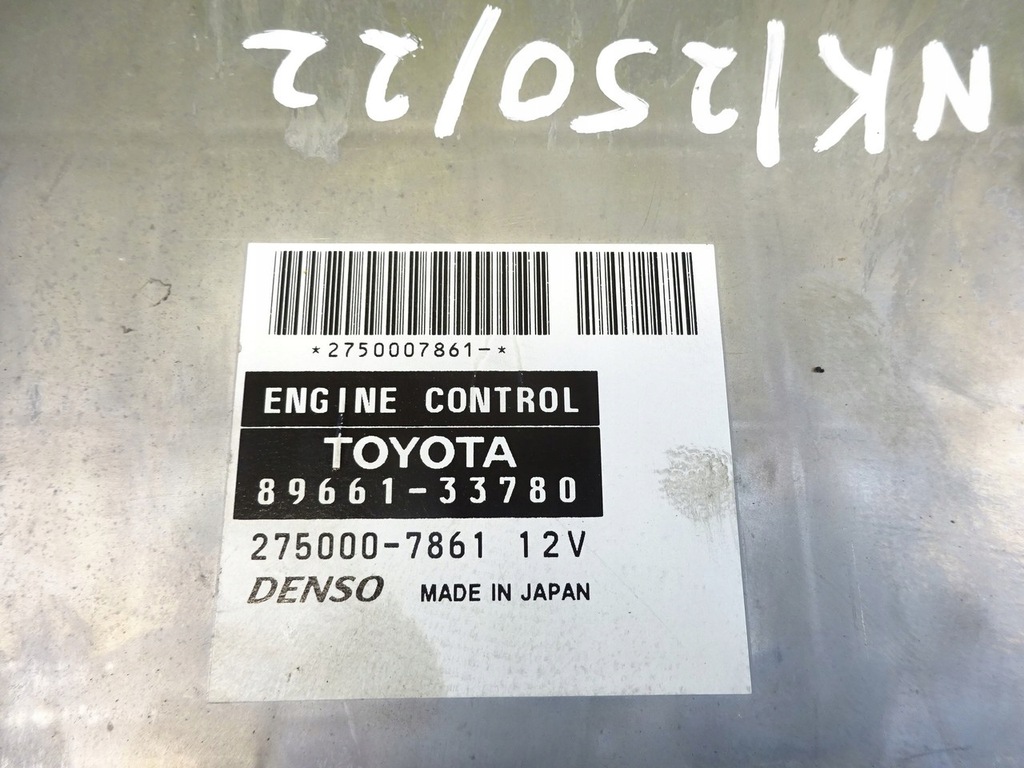 NK/250/22
*2750007861-*
ENGINE CONTROL
TOYOTA
89661-33780
275000-7861 12V
DENSO MADE IN JAPAN